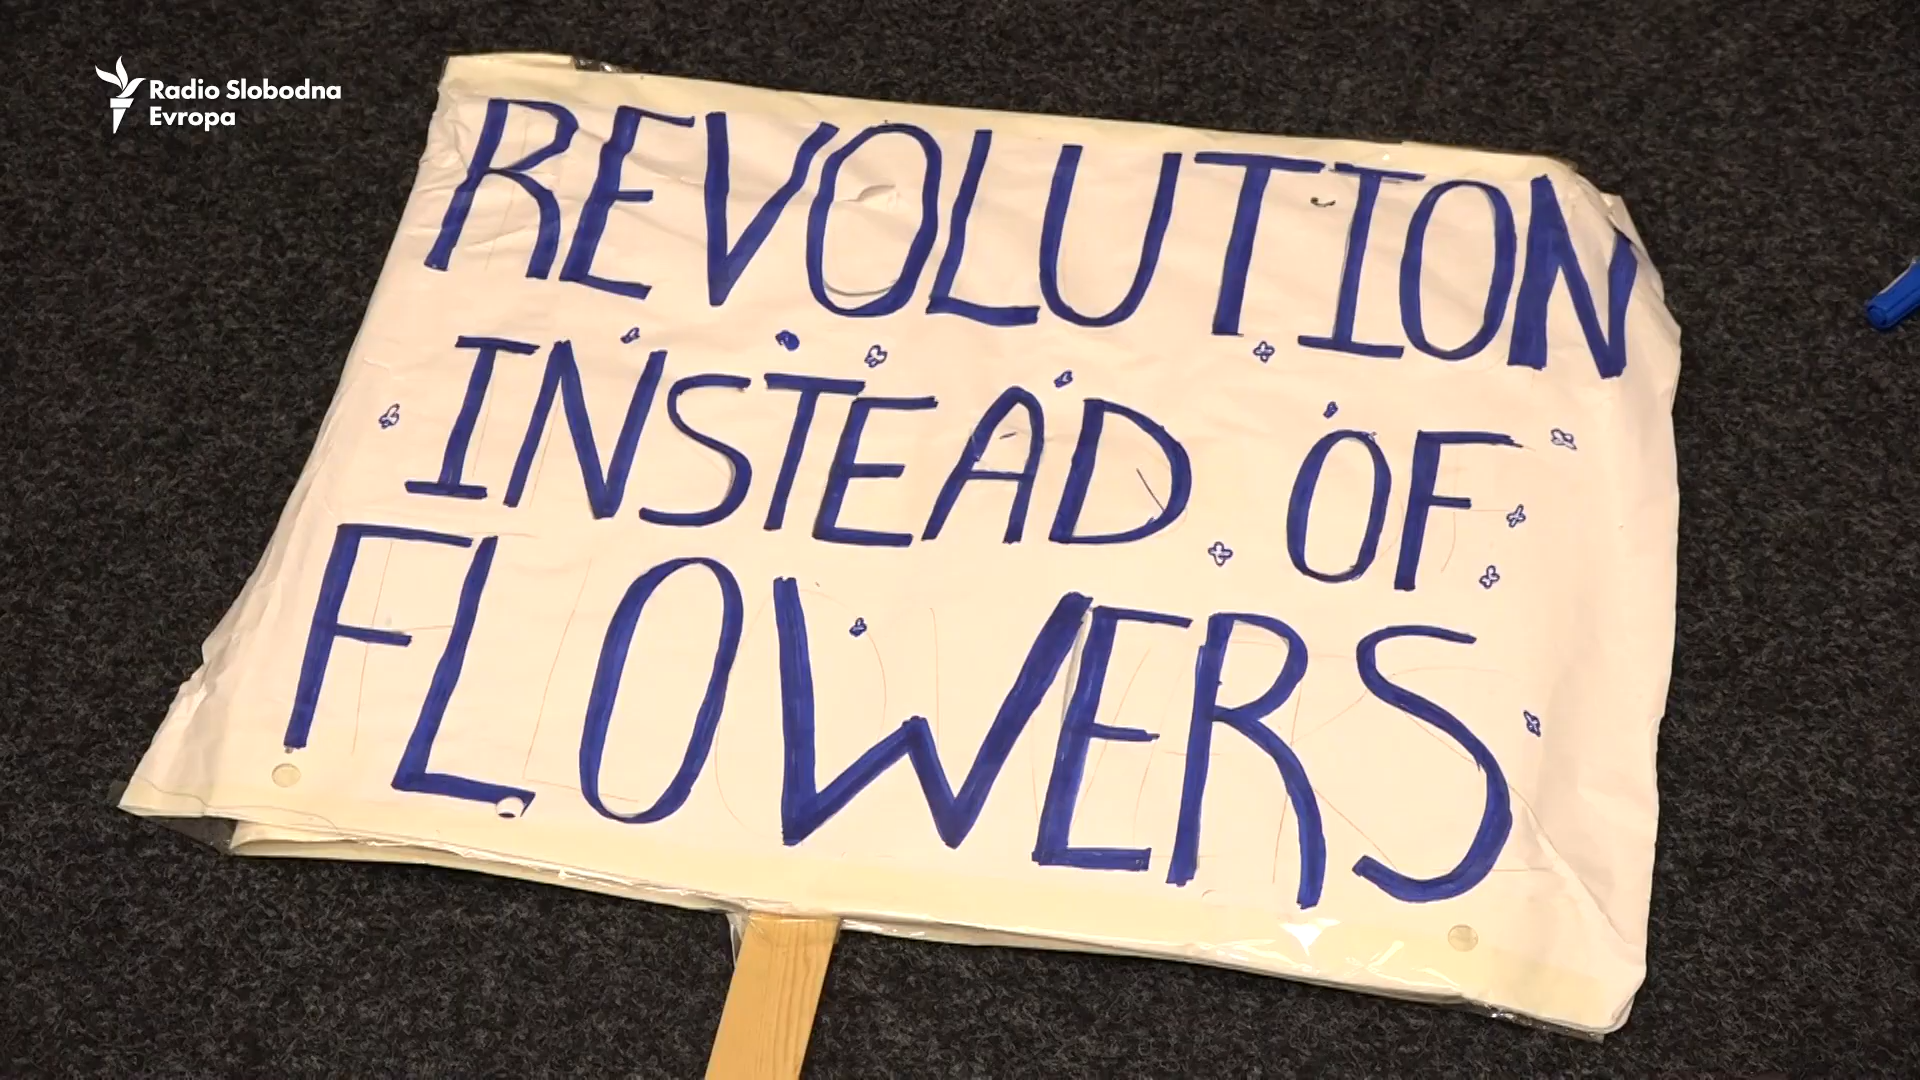 Radio Slobodna
Evropa
REVOLUTION
INSTEAD OF
FLOWERS